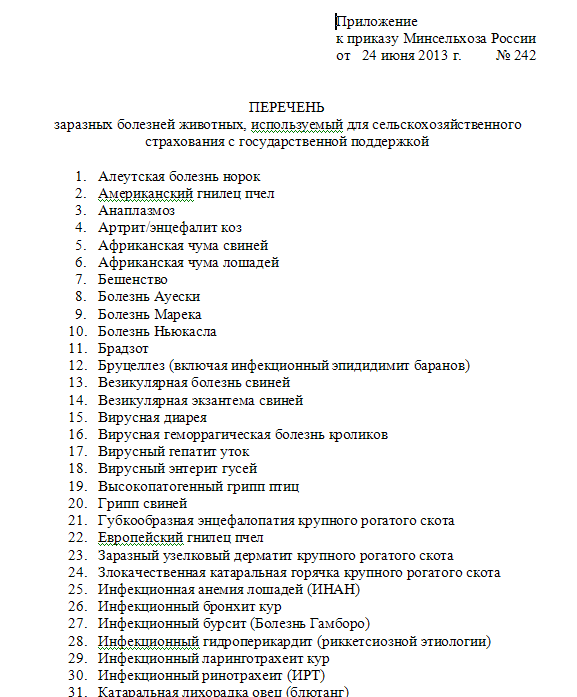 Приложение
к приказу Минсельхоза России
от 24 июня 2013 г. № 242
ПЕРЕЧЕНЬ
заразных болезней животных, используемый для сельскохозяйственного
страхования с государственной поддержкой
1. Алеутская болезнь норок
2. Американский гнилец пчел
3. Анаплазмоз
4. Артрит/энцефалит коз
5. Африканская чума свиней
6. Африканская чума лошадей
7. Бешенство
8. Болезнь Ауески
9. Болезнь Марека
10. Болезнь Ньюкасла
11. Брадзот
12. Бруцеллез (включая инфекционный эпидидимит баранов)
13. Везикулярная болезнь свиней
14. Везикулярная экзантема свиней
15. Вирусная диарея
16. Вирусная геморрагическая болезнь кроликов
17. Вирусный гепатит уток
18. Вирусный энтерит гусей
19. Высокопатогенный грипп птиц
20. Грипп свиней
21. Губкообразная энцефалопатия крупного рогатого скота
22. Европейский гнилец пчел
23. Заразный узелковый дерматит крупного рогатого скота
24. Злокачественная катаральная горячка крупного рогатого скота
25. Инфекционная анемия лошадей (ИНАН)
26. Инфекционный бронхит кур
27. Инфекционный бурсит (Болезнь Гамборо)
28. Инфекционный гидроперикардит (риккетсиозной этиологии)
29. Инфекционный ларинготрахеит кур
30. Инфекционный ринотрахеит (ИРТ)
31. Катаральная лихорадка овец (блютанг)